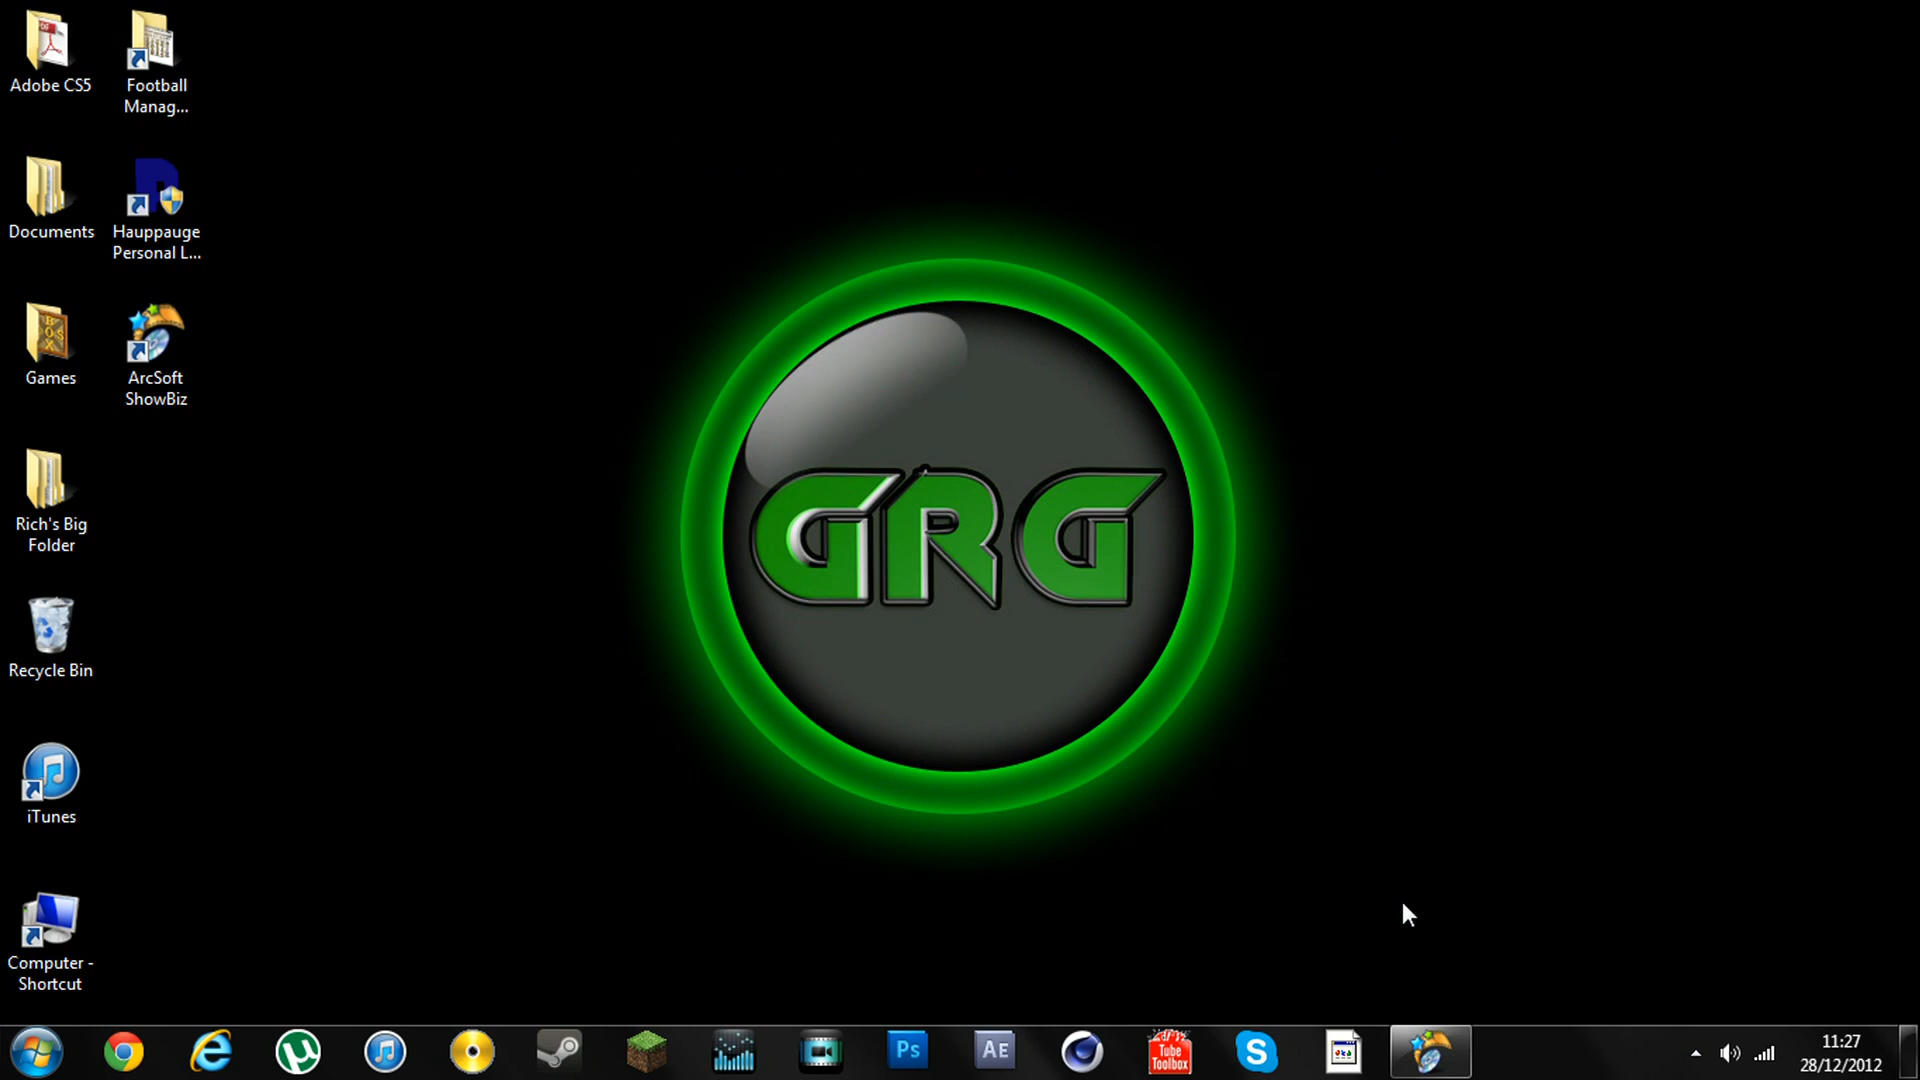 Adobe CS5
Football
Manag...
Documents
Hauppauge
Personal L...
Games
ArcSoft
ShowBiz
Rich's Big
Folder
Recycle Bin
iTunes
Computer -
Shortcut
GRG
Ps
AE
Tube
Toolbox
11:27
28/12/2012